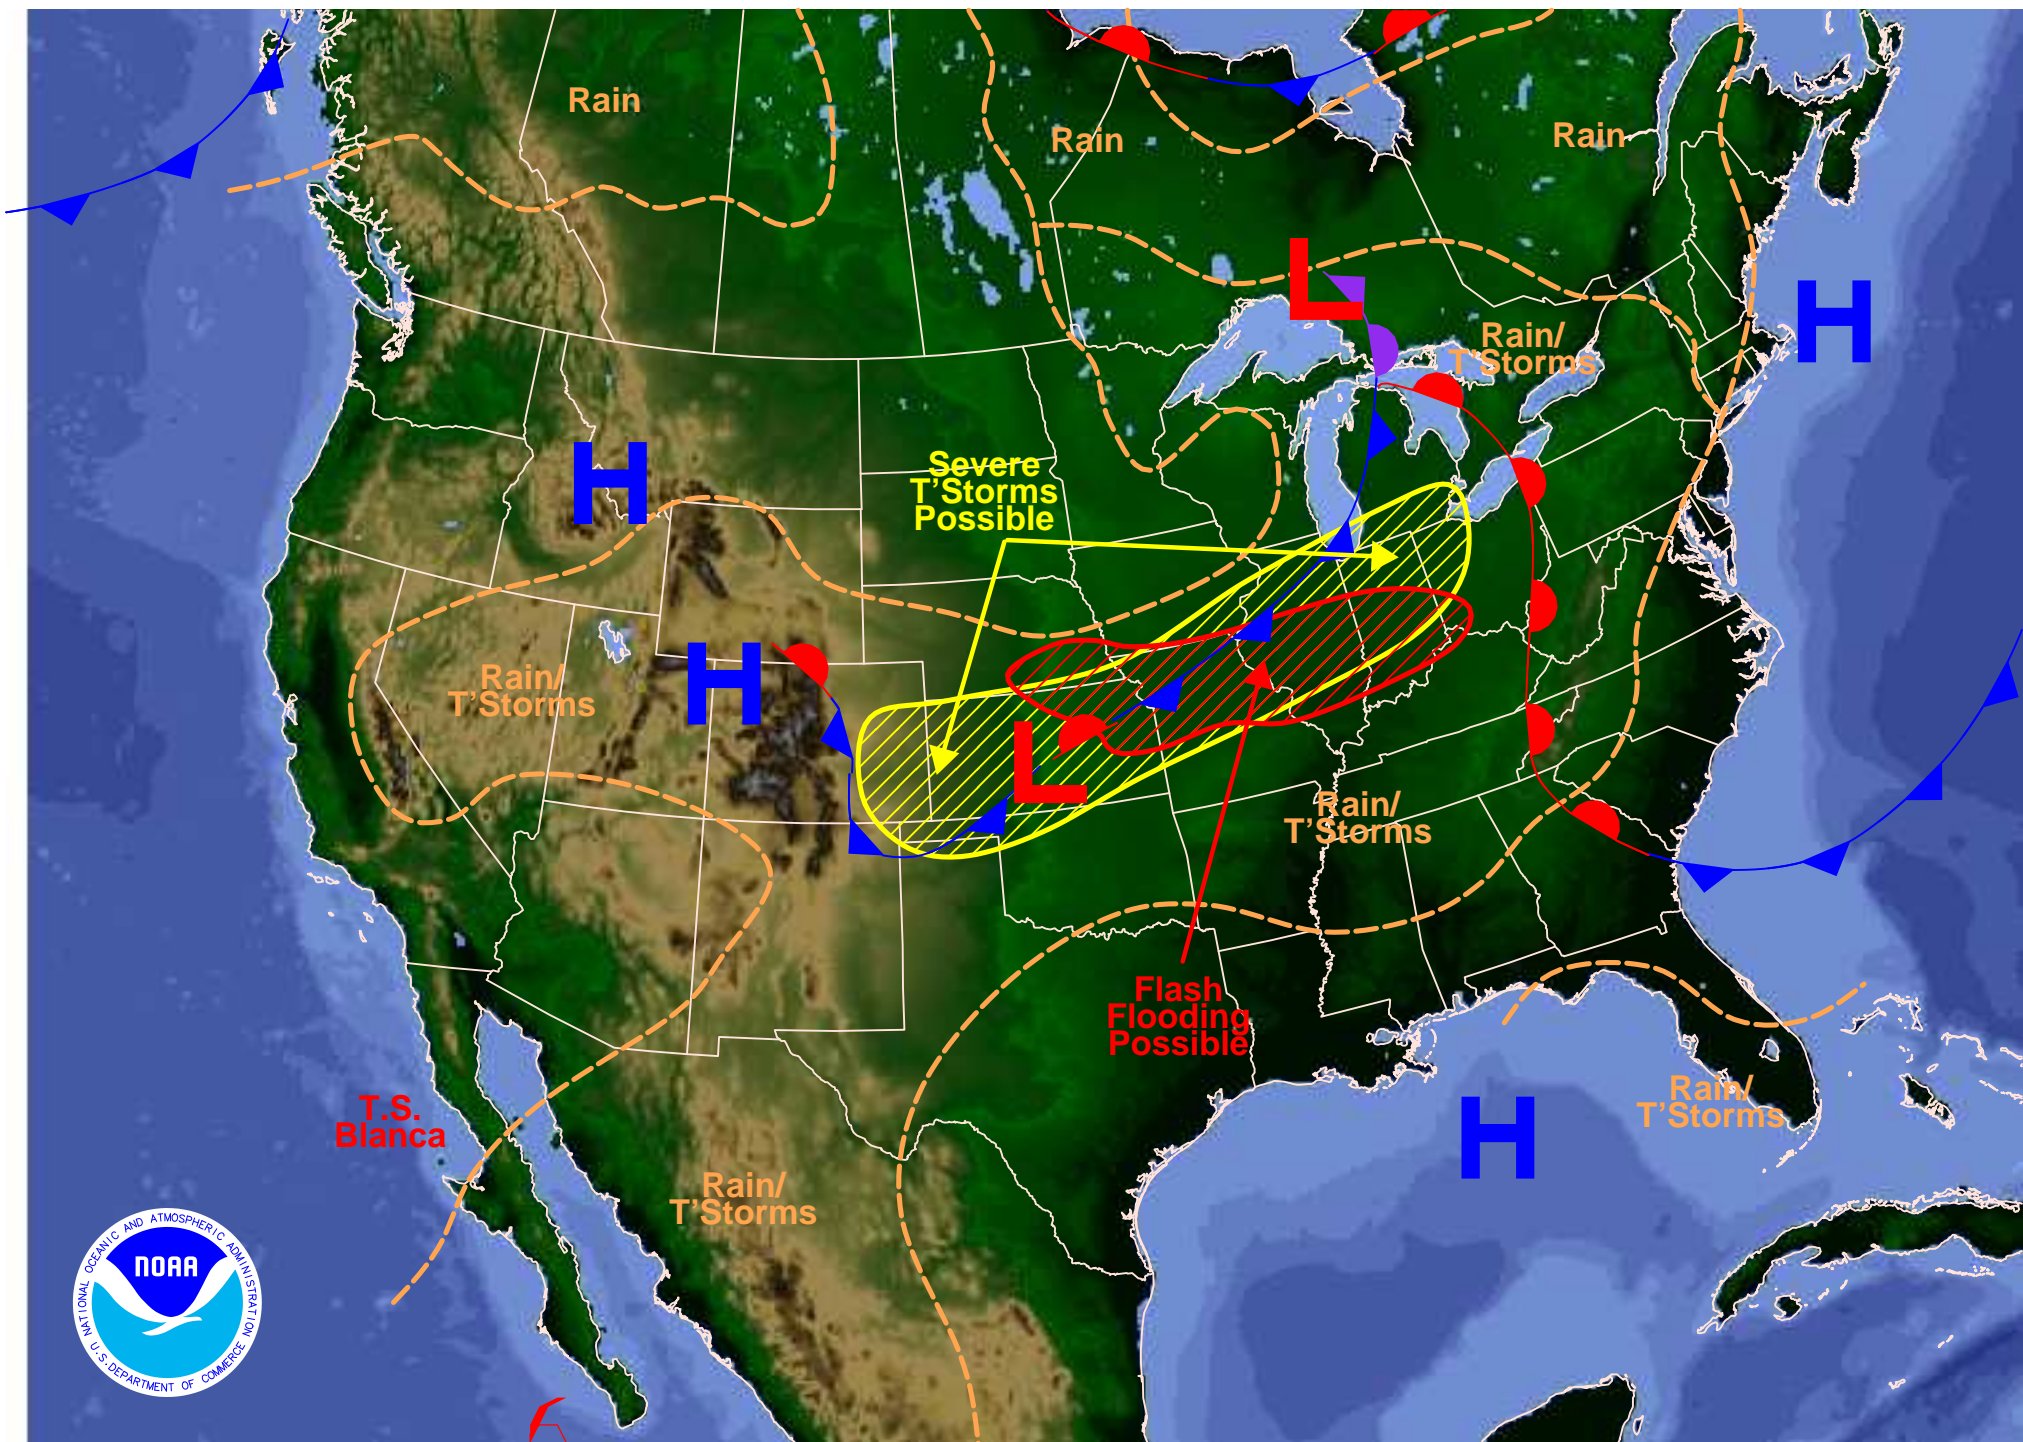 Rain
Rain
Rain
L
H
Rain/
T'Storms
H
Severe
T'Storms
Possible
H
Rain/
T'Storms
L
Rain/
T'Storms
Flash
Flooding
Possible
T.S.
Blanca
H
Rain/
T'Storms
Rain/
T'Storms
NATIONAL OCEANIC AND ATMOSPHERIC ADMINISTRATION
NOAA
U.S. DEPARTMENT OF COMMERCE